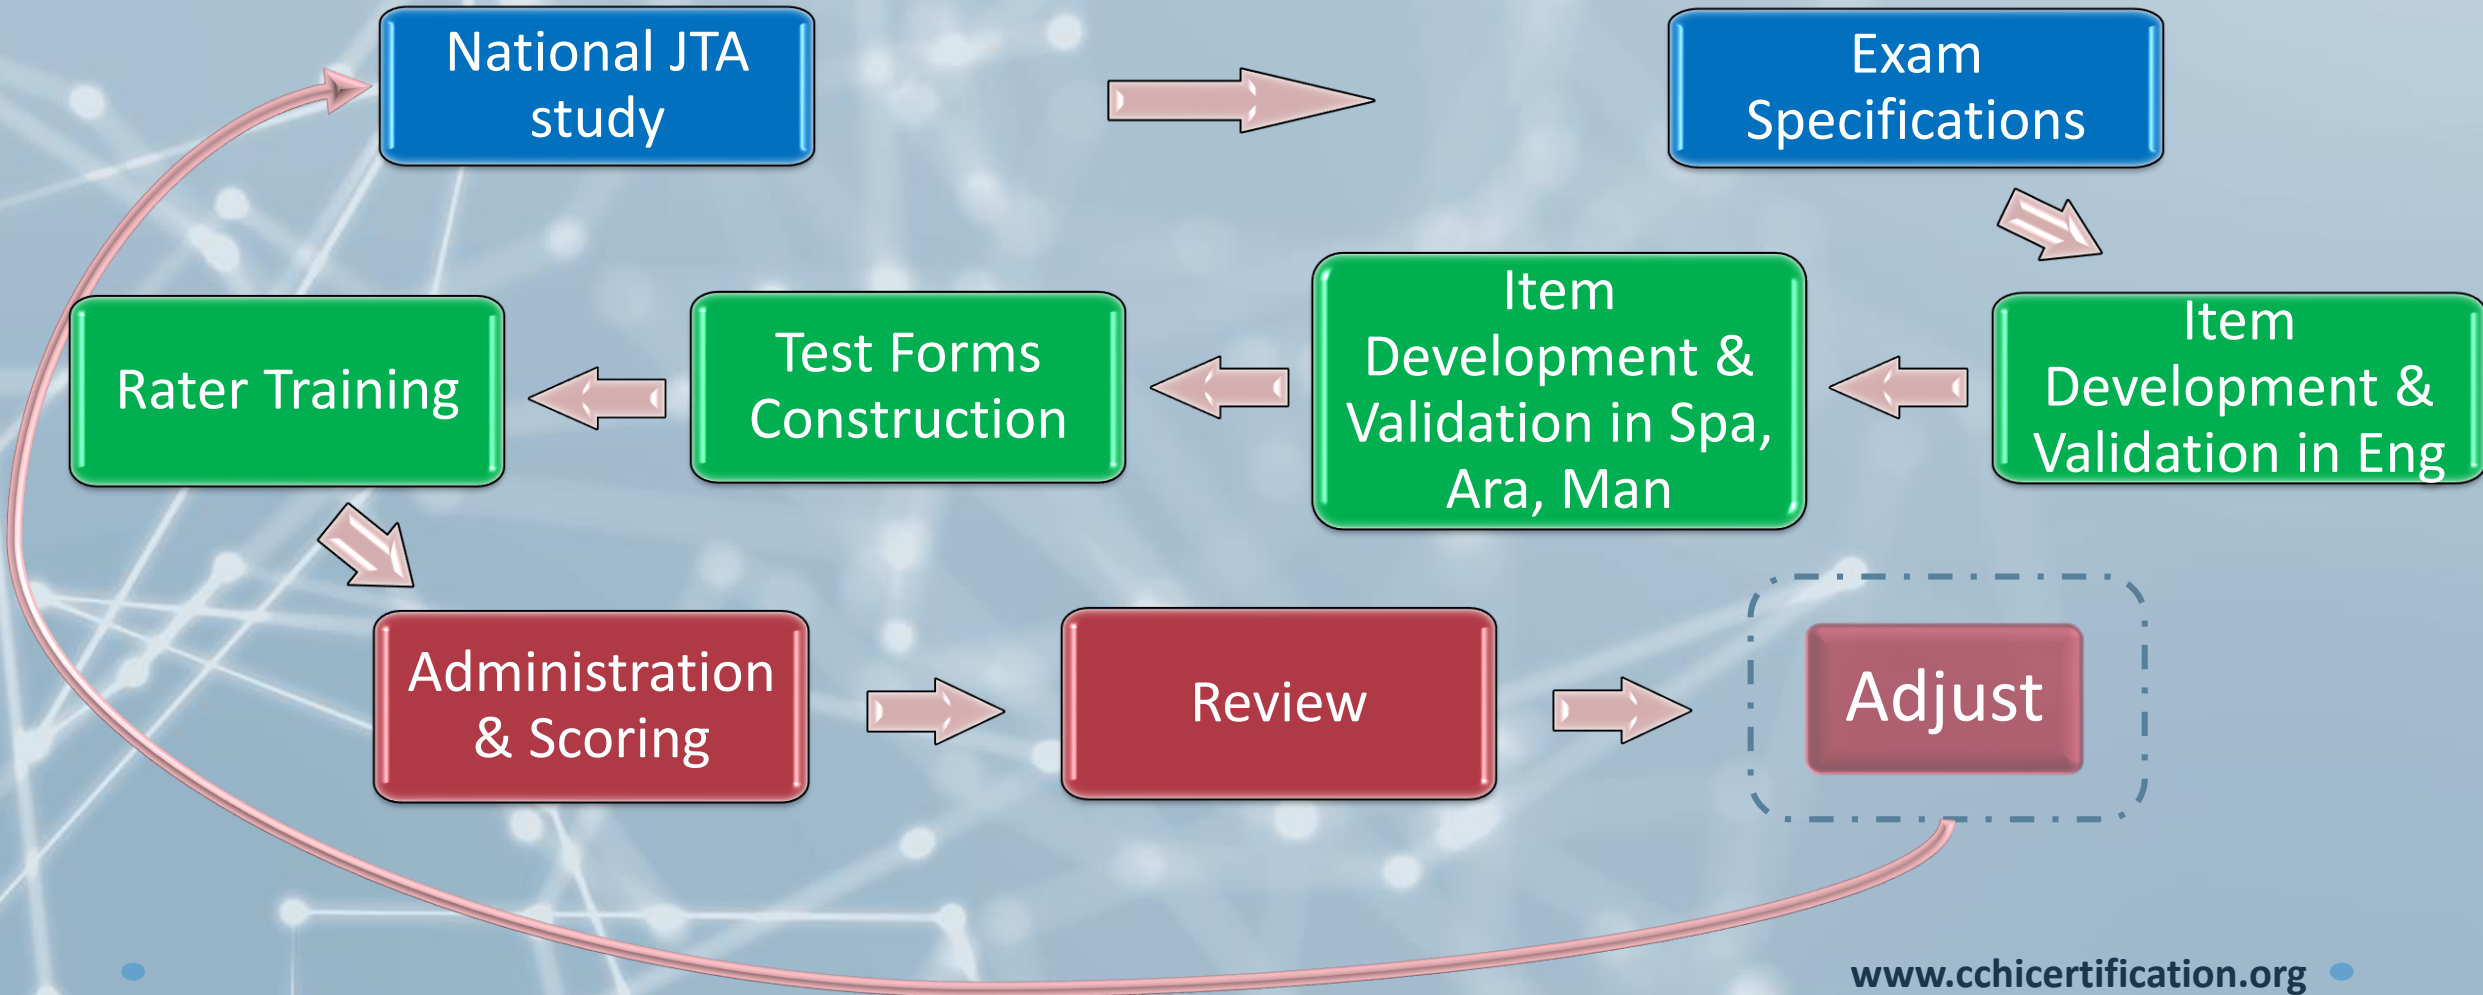 National JTA
study
Exam
Specifications
Item
Development &
Validation in Eng
Item
Development &
Validation in Spa,
Ara, Man
Test Forms
Construction
Rater Training
Administration
& Scoring
Review
Adjust
www.cchicertification.org